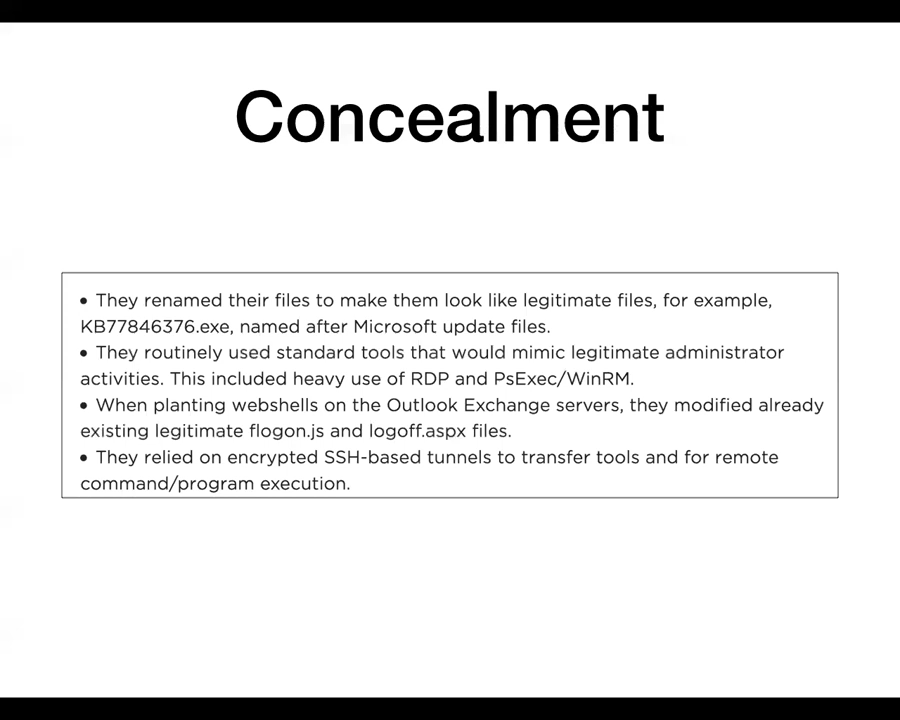 Concealment
• They renamed their files to make them look like legitimate files, for example,
KB77846376.exe, named after Microsoft update files.
• They routinely used standard tools that would mimic legitimate administrator
activities. This included heavy use of RDP and PsExec/WinRM.
• When planting webshells on the Outlook Exchange servers, they modified already
existing legitimate flogon.js and logoff.aspx files.
• They relied on encrypted SSH-based tunnels to transfer tools and for remote
command/program execution.